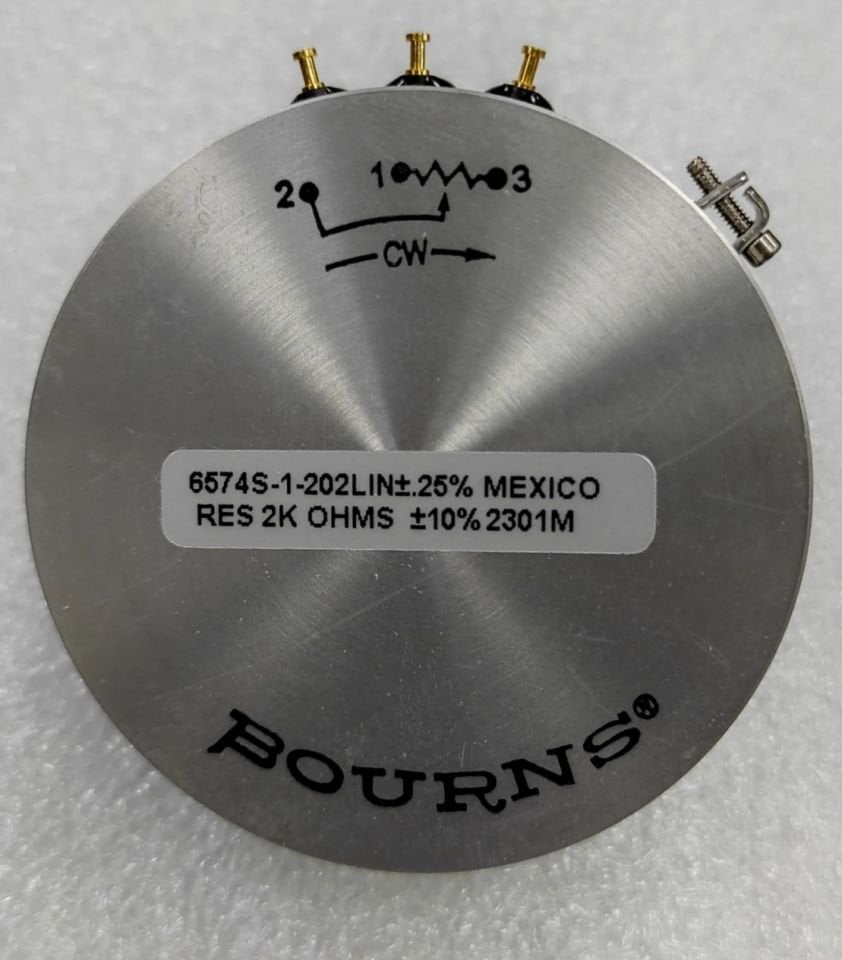 2 1 3
CW
6574S-1-202LIN±.25% MEXICO
RES 2K OHMS ±10% 2301M
BOURNS®